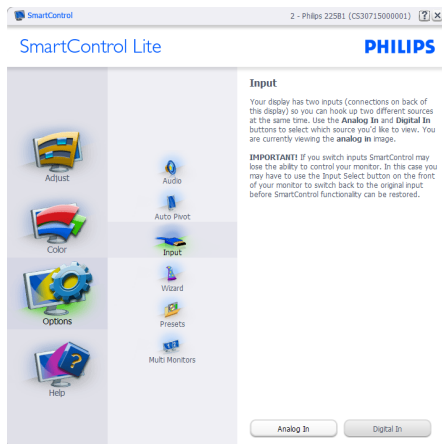 SmartControl
2 - Philips 225B1 (CS30715000001)
?
x
SmartControl Lite
PHILIPS
Adjust
Color
Options
Help
Audio
Auto Pivot
Input
Wizard
Presets
Multi Monitors
Input
Your display has two inputs (connections on back of
this display) so you can hook up two different sources
at the same time. Use the Analog In and Digital In
buttons to select which source you'd like to view. You
are currently viewing the analog in image.
IMPORTANT! If you switch inputs SmartControl may
lose the ability to control your monitor. In this case you
may have to use the Input Select button on the front
of your monitor to switch back to the original input
before SmartControl functionality can be restored.
Analog In
Digital In